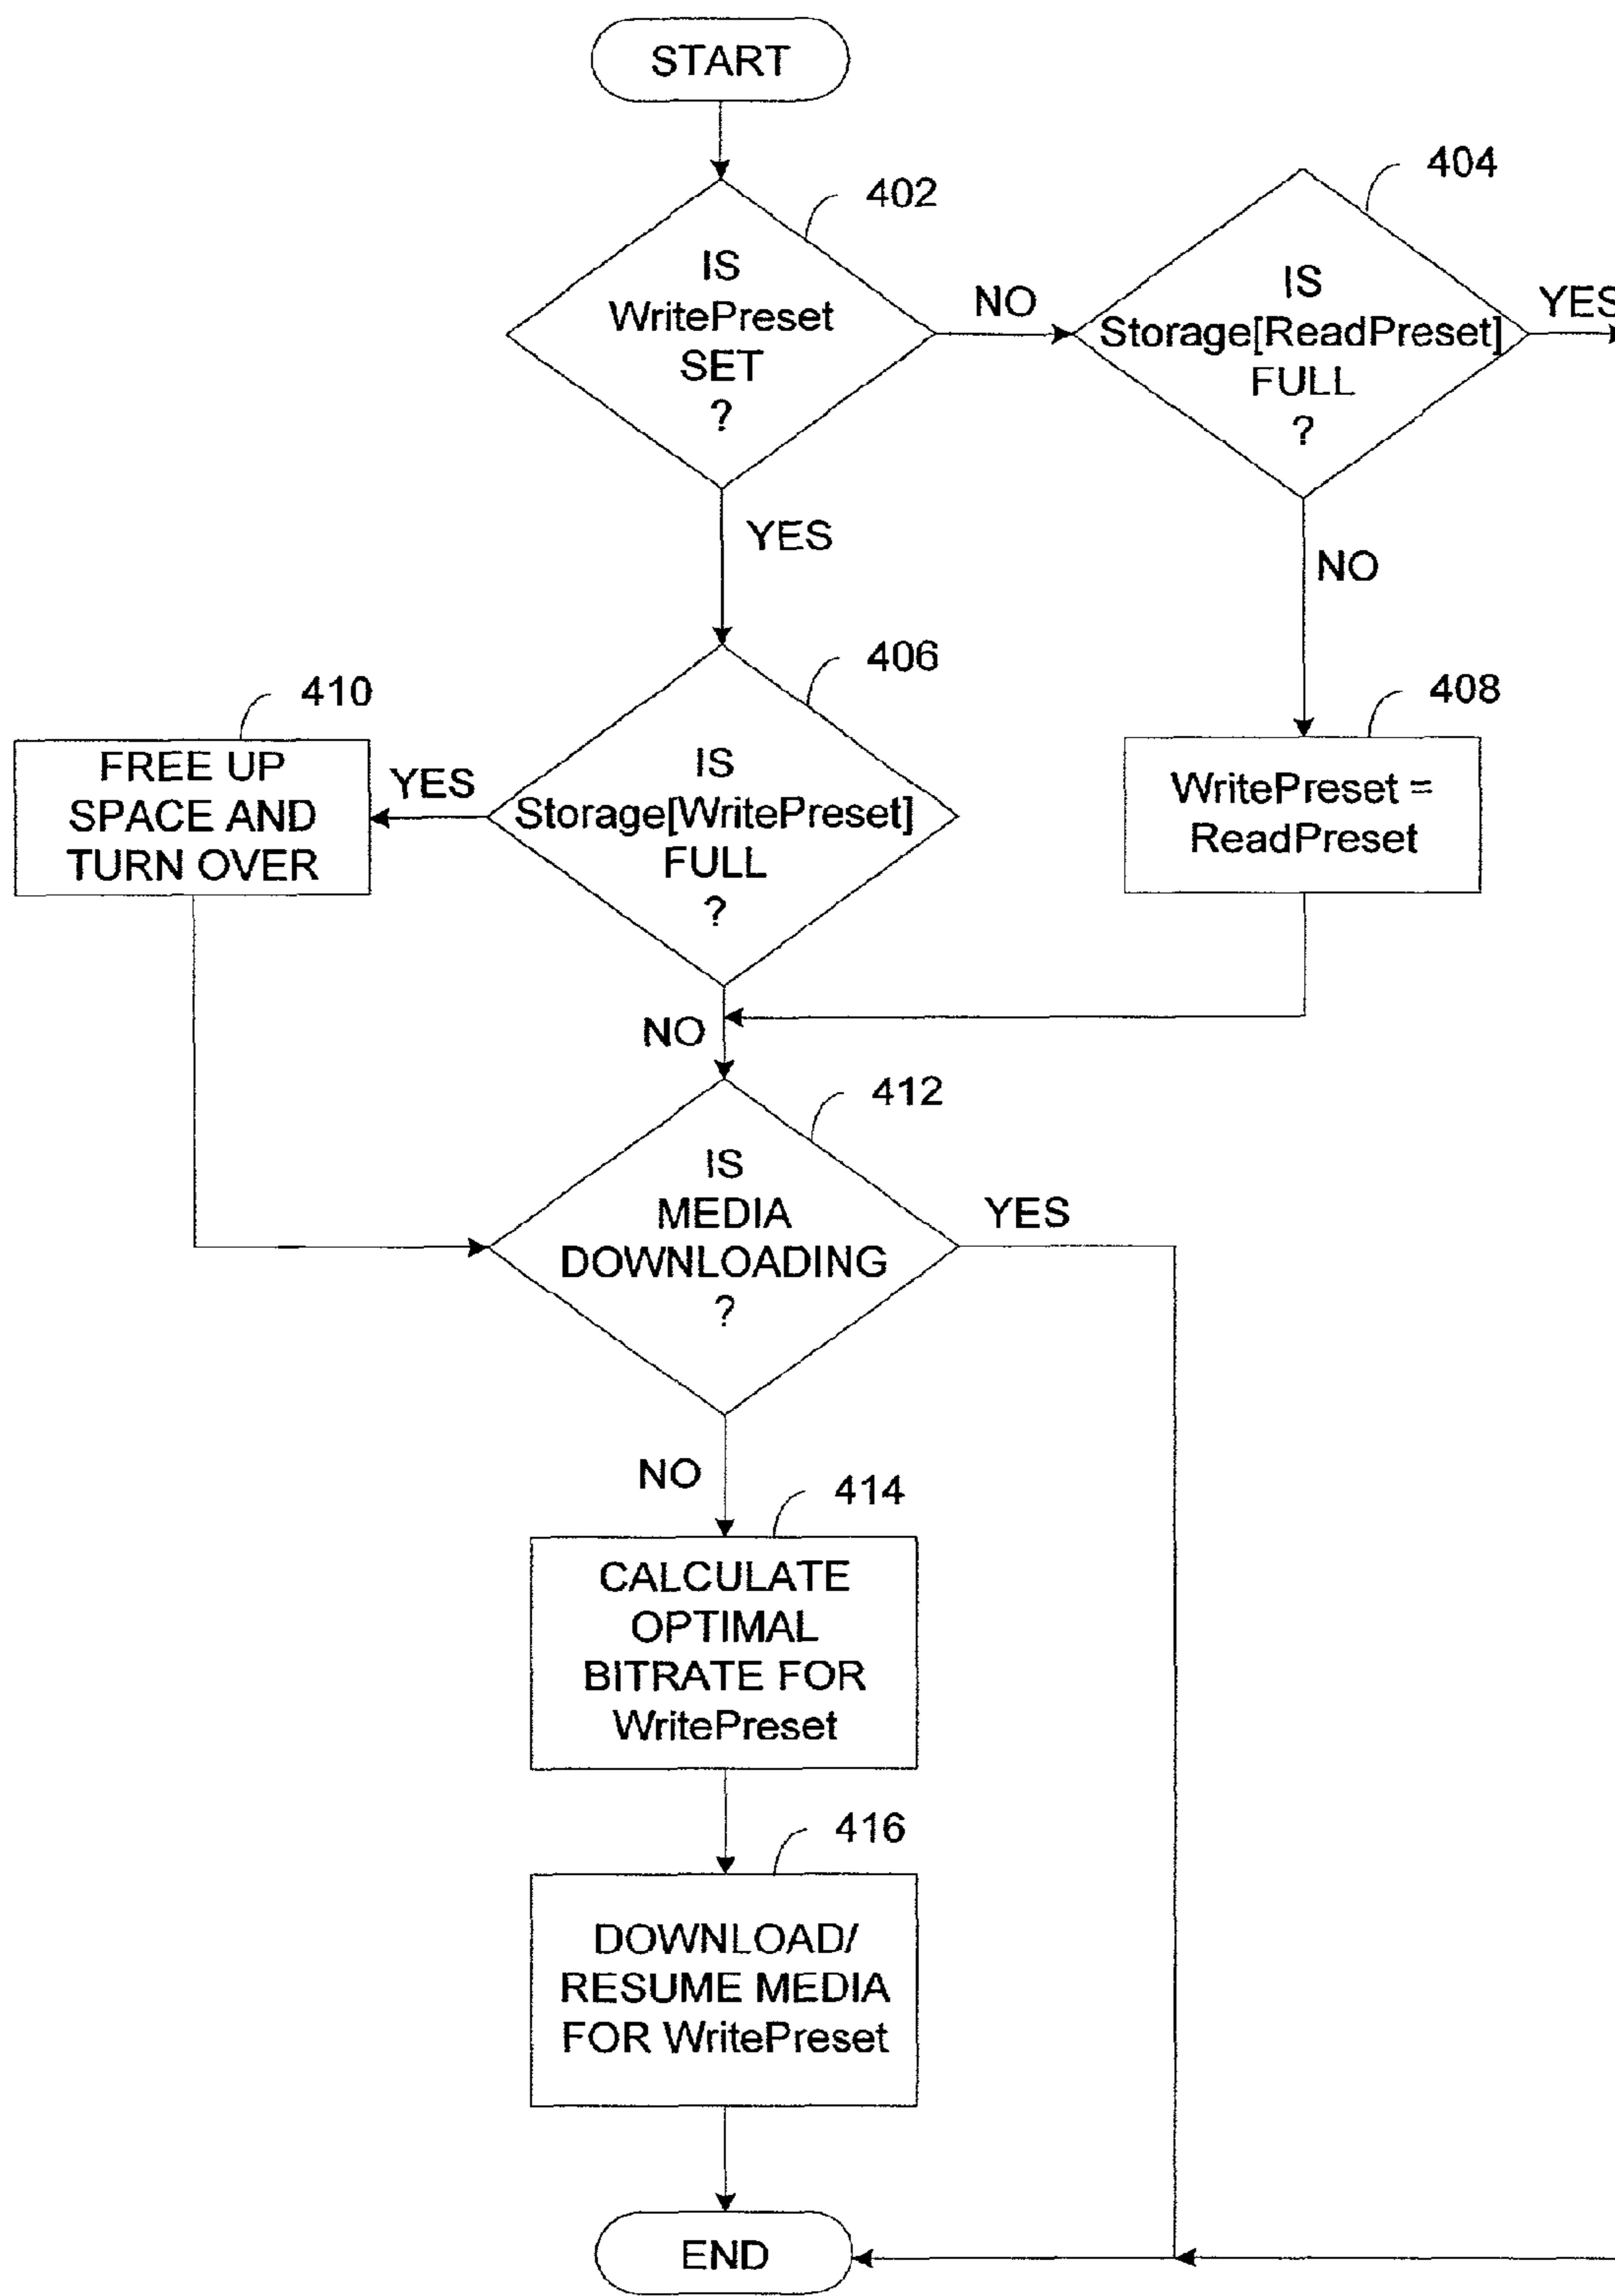 START
402
IS
WritePreset
SET
?
NO
404
IS
Storage[ReadPreset]
FULL
?
YES
YES
NO
406
IS
Storage[WritePreset]
FULL
?
408
WritePreset =
ReadPreset
410
FREE UP
SPACE AND
TURN OVER
YES
NO
412
IS
MEDIA
DOWNLOADING
?
YES
NO
414
CALCULATE
OPTIMAL
BITRATE FOR
WritePreset
416
DOWNLOAD/
RESUME MEDIA
FOR WritePreset
END